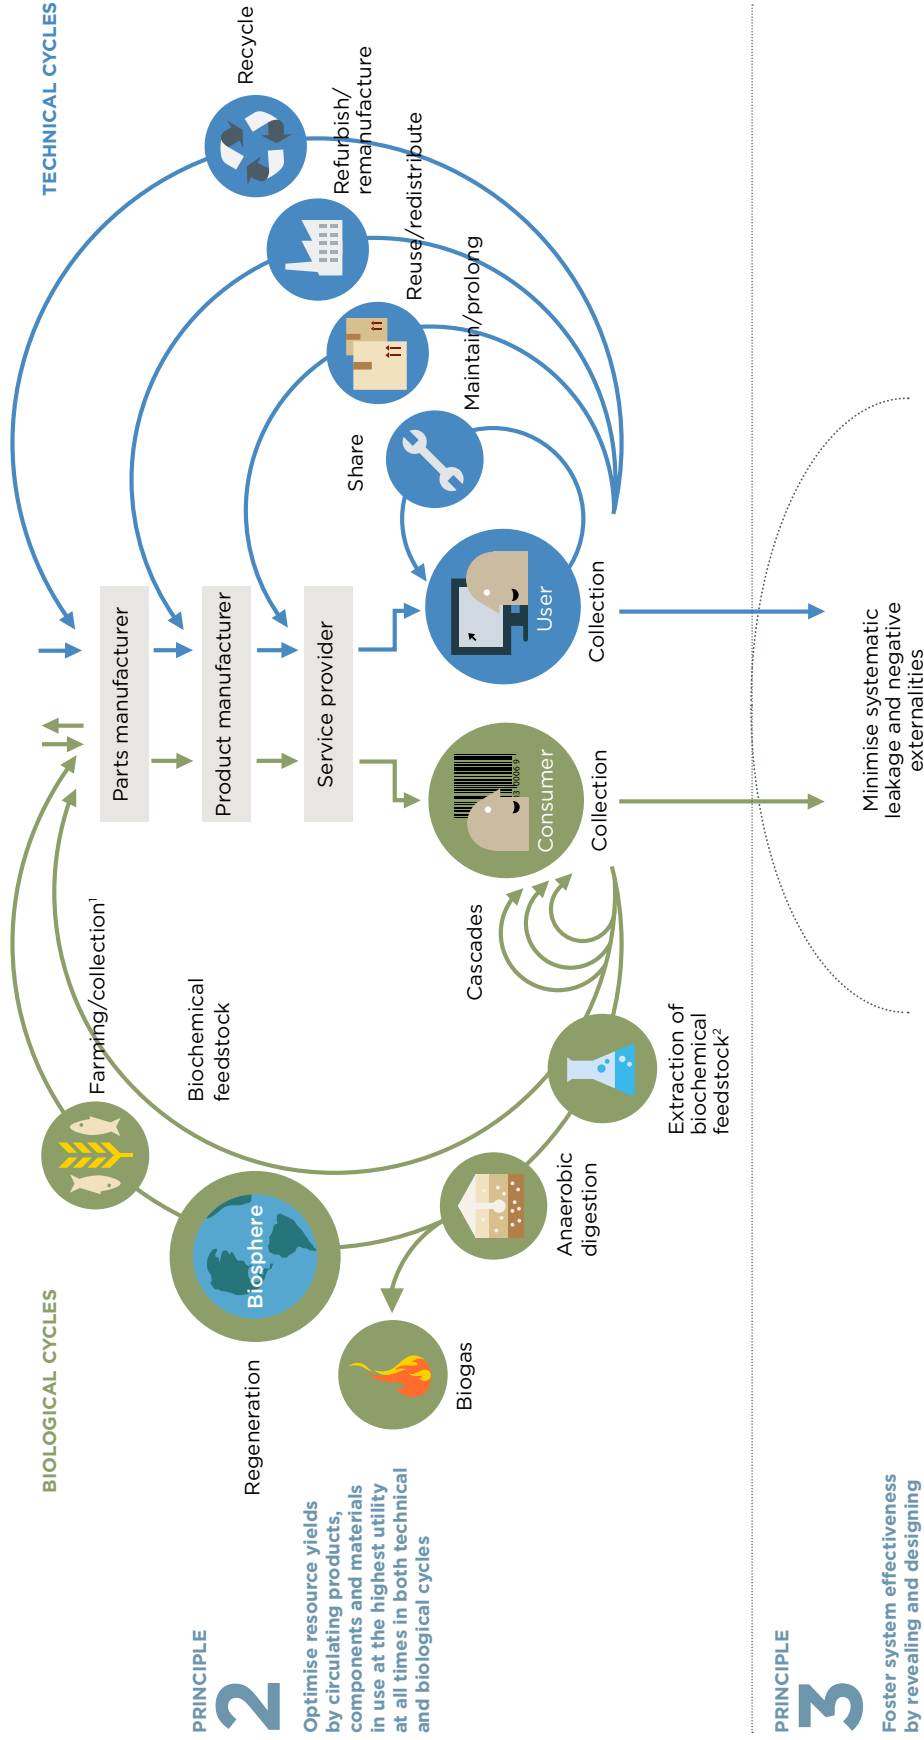 PRINCIPLE
2
Optimise resource yields
by circulating products,
components and materials
in use at the highest utility
at all times in both technical
and biological cycles
BIOLOGICAL CYCLES
TECHNICAL CYCLES
Farming/collection¹
Biochemical
feedstock
Regeneration
Biosphere
Biogas
Anaerobic
digestion
Extraction of
biochemical
feedstock²
Cascades
Parts manufacturer
Product manufacturer
Service provider
Consumer
Collection
User
Collection
Share
Maintain/prolong
Reuse/redistribute
Refurbish/
remanufacture
Recycle
PRINCIPLE
3
Foster system effectiveness
by revealing and designing
Minimise systematic
leakage and negative
externalities